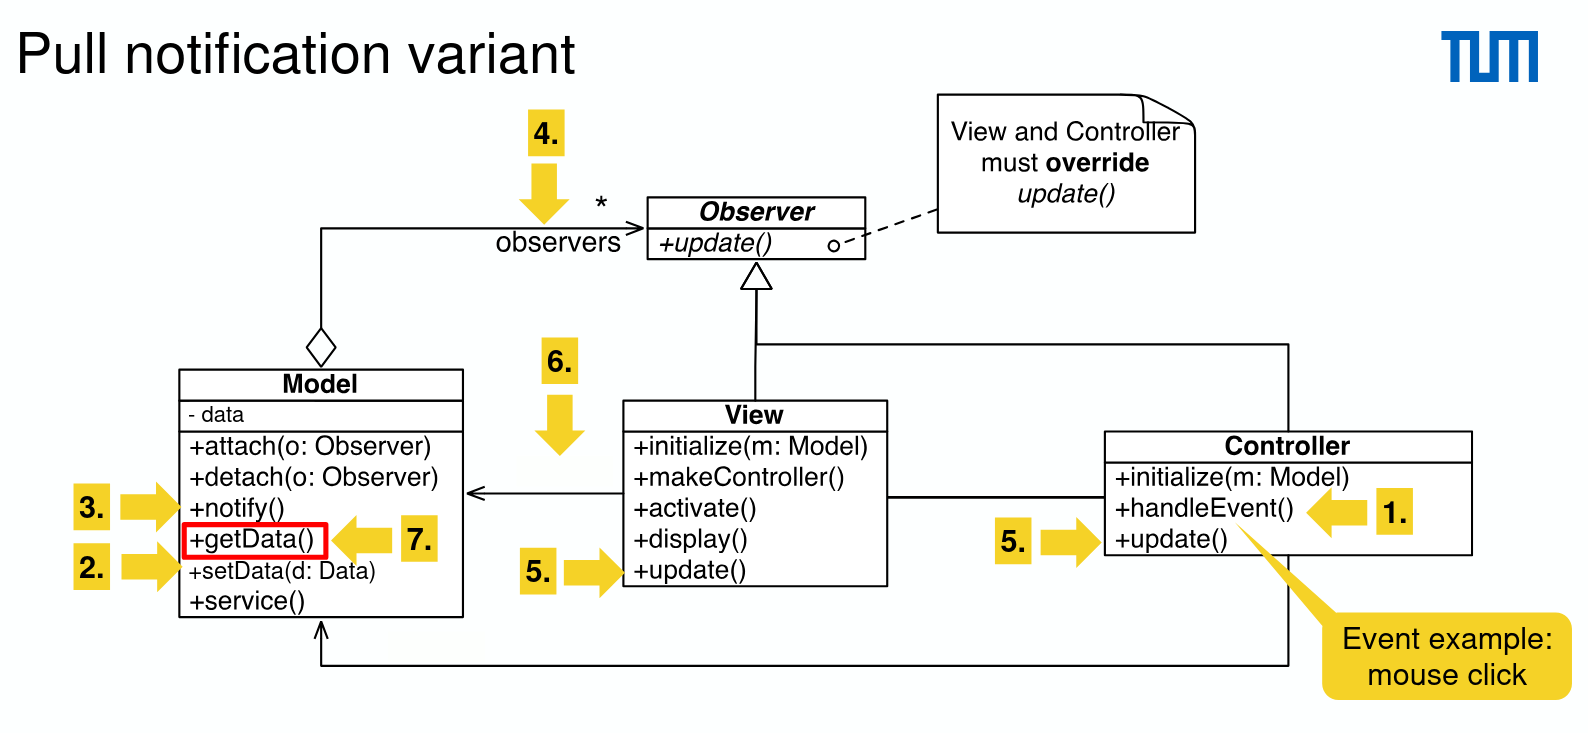 Pull notification variant
TUM
4.
View and Controller
must override
update()
*
observers
Observer
+update()
6.
Model
- data
+attach(o: Observer)
+detach(o: Observer)
+notify()
+getData()
+setData(d: Data)
+service()
3.
2.
7.
View
+initialize(m: Model)
+makeController()
+activate()
+display()
+update()
5.
Controller
+initialize(m: Model)
+handleEvent()
+update()
1.
5.
Event example:
mouse click